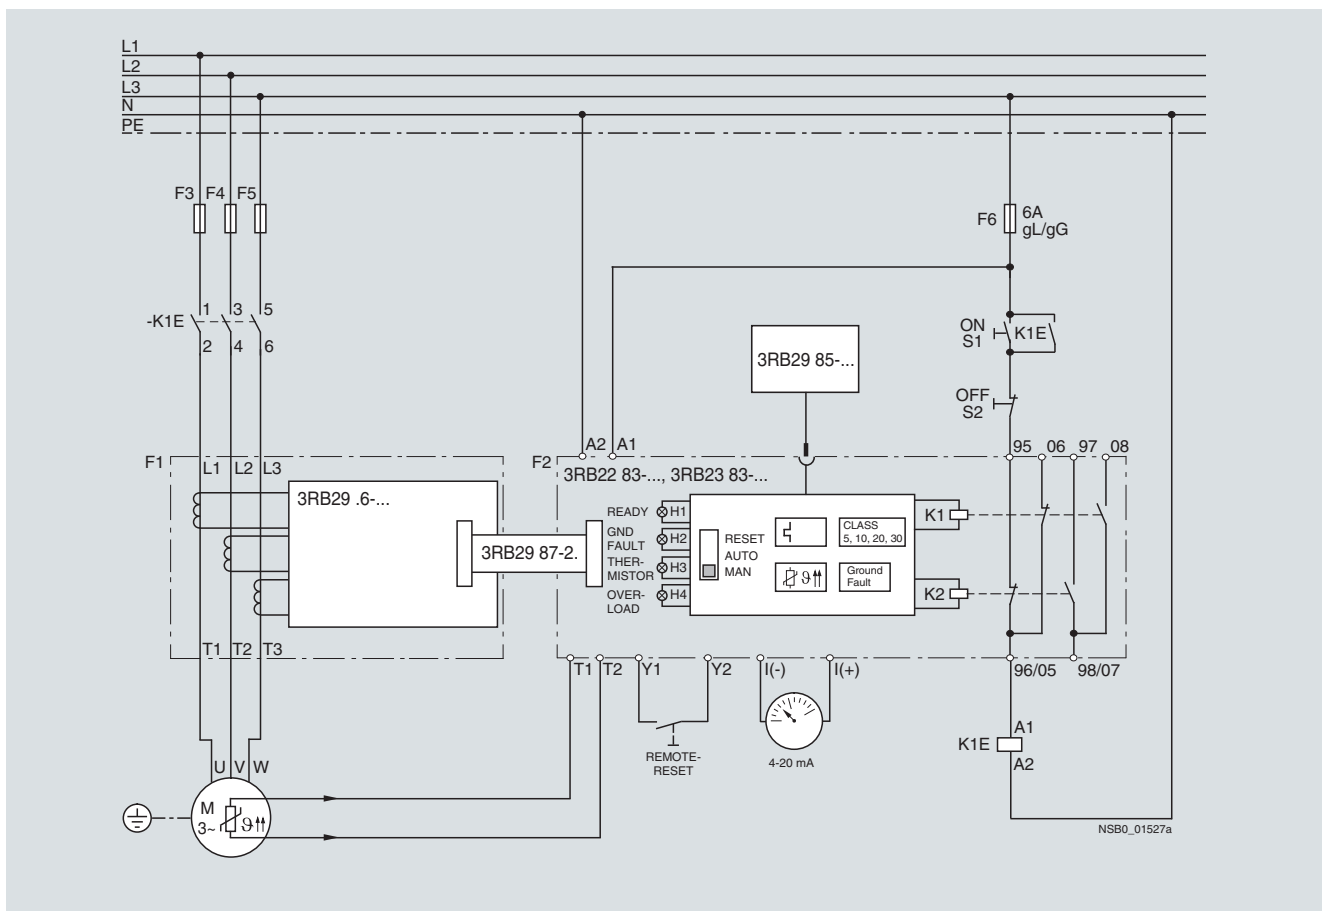 L1
L2
L3
N
PE
F3 F4 F5
F6
6A
gL/gG
1 3 5
-K1E
2 4 6
ON
S1
K1E
3RB29 85-...
OFF
S2
A2 A1
95 06 97 08
F1
L1 L2 L3
F2
3RB22 83-..., 3RB23 83-...
3RB29 .6-...
READY
H1
K1
GND
FAULT
H2
RESET
AUTO
MAN
CLASS
5, 10, 20, 30
3RB29 87-2.
THER-
MISTOR
H3
ϑ
Ground
Fault
OVER-
LOAD
H4
K2
T1 T2 T3
T1 T2 Y1 Y2 I(-) I(+)
96/05 98/07
A1
K1E
A2
REMOTE-
RESET
4-20 mA
U V W
M
3~
ϑ
NSB0_01527a